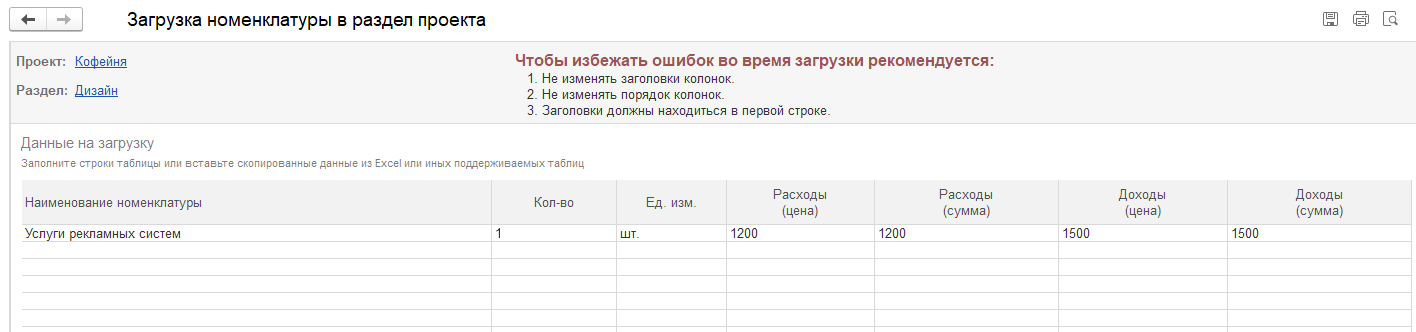 Загрузка номенклатуры в раздел проекта
Проект: Кофейня
Раздел: Дизайн
Чтобы избежать ошибок во время загрузки рекомендуется:
1. Не изменять заголовки колонок.
2. Не изменять порядок колонок.
3. Заголовки должны находиться в первой строке.
Данные на загрузку
Заполните строки таблицы или вставьте скопированные данные из Excel или иных поддерживаемых таблиц
Наименование номенклатуры Кол-во Ед. изм. Расходы (цена) Расходы (сумма) Доходы (цена) Доходы (сумма)
Услуги рекламных систем 1 шт. 1200 1200 1500 1500